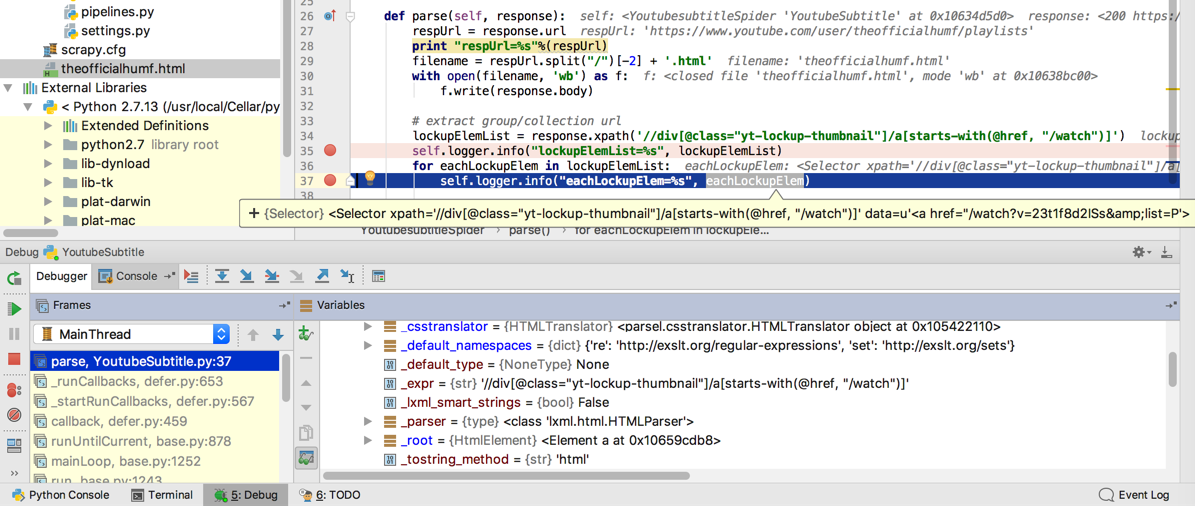 pipelines.py
settings.py
scrapy.cfg
theofficialhumf.html
External Libraries
< Python 2.7.13 (/usr/local/Cellar/py
Extended Definitions
python2.7 library root
lib-dynload
lib-tk
plat-darwin
plat-mac
25
26 def parse(self, response): self: <YoutubesubtitleSpider 'YoutubeSubtitle' at 0x10634d5d0> response: <200 https:/
27 respUrl = response.url respUrl: 'https://www.youtube.com/user/theofficialhumf/playlists'
28 print "respUrl=%s"%(respUrl)
29 filename = respUrl.split("/")[-2] + '.html' filename: 'theofficialhumf.html'
30 with open(filename, 'wb') as f: f: <closed file 'theofficialhumf.html', mode 'wb' at 0x10638bc00>
31 f.write(response.body)
32
33 # extract group/collection url
34 lockupElemList = response.xpath('//div[@class="yt-lockup-thumbnail"]/a[starts-with(@href, "/watch")]') lockup
35 self.logger.info("lockupElemList=%s", lockupElemList)
36 for eachLockupElem in lockupElemList: eachLockupElem: <Selector xpath='//div[@class="yt-lockup-thumbnail"]/a[
37 self.logger.info("eachLockupElem=%s", eachLockupElem)
38
+ {Selector} <Selector xpath='//div[@class="yt-lockup-thumbnail"]/a[starts-with(@href, "/watch")]' data=u'<a href="/watch?v=23t1f8d2lSs&amp;list=P'>
YoutubesubtitleSpider › parse() › for eachLockupElem in lockupEle...
Debug YoutubeSubtitle
Debugger Console
Frames
Variables
MainThread
parse, YoutubeSubtitle.py:37
_runCallbacks, defer.py:653
_startRunCallbacks, defer.py:567
callback, defer.py:459
runUntilCurrent, base.py:878
mainLoop, base.py:1252
run, base.py:1243
_csstranslator = {HTMLTranslator} <parsel.csstranslator.HTMLTranslator object at 0x105422110>
_default_namespaces = {dict} {'re': 'http://exslt.org/regular-expressions', 'set': 'http://exslt.org/sets'}
_default_type = {NoneType} None
_expr = {str} '//div[@class="yt-lockup-thumbnail"]/a[starts-with(@href, "/watch")]'
_lxml_smart_strings = {bool} False
_parser = {type} <class 'lxml.html.HTMLParser'>
_root = {HtmlElement} <Element a at 0x10659cdb8>
_tostring_method = {str} 'html'
Python Console Terminal 5: Debug 6: TODO Event Log